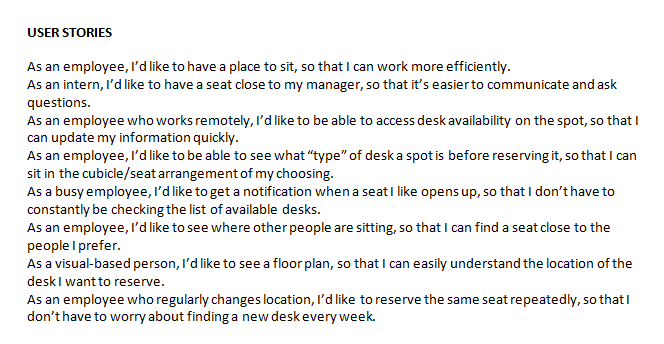 USER STORIES
As an employee, I'd like to have a place to sit, so that I can work more efficiently.
As an intern, I'd like to have a seat close to my manager, so that it's easier to communicate and ask
questions.
As an employee who works remotely, I'd like to be able to access desk availability on the spot, so that I
can update my information quickly.
As an employee, I'd like to be able to see what “type” of desk a spot is before reserving it, so that I can
sit in the cubicle/seat arrangement of my choosing.
As a busy employee, I'd like to get a notification when a seat I like opens up, so that I don't have to
constantly be checking the list of available desks.
As an employee, I'd like to see where other people are sitting, so that I can find a seat close to the
people I prefer.
As a visual-based person, I'd like to see a floor plan, so that I can easily understand the location of the
desk I want to reserve.
As an employee who regularly changes location, I'd like to reserve the same seat repeatedly, so that I
don't have to worry about finding a new desk every week.